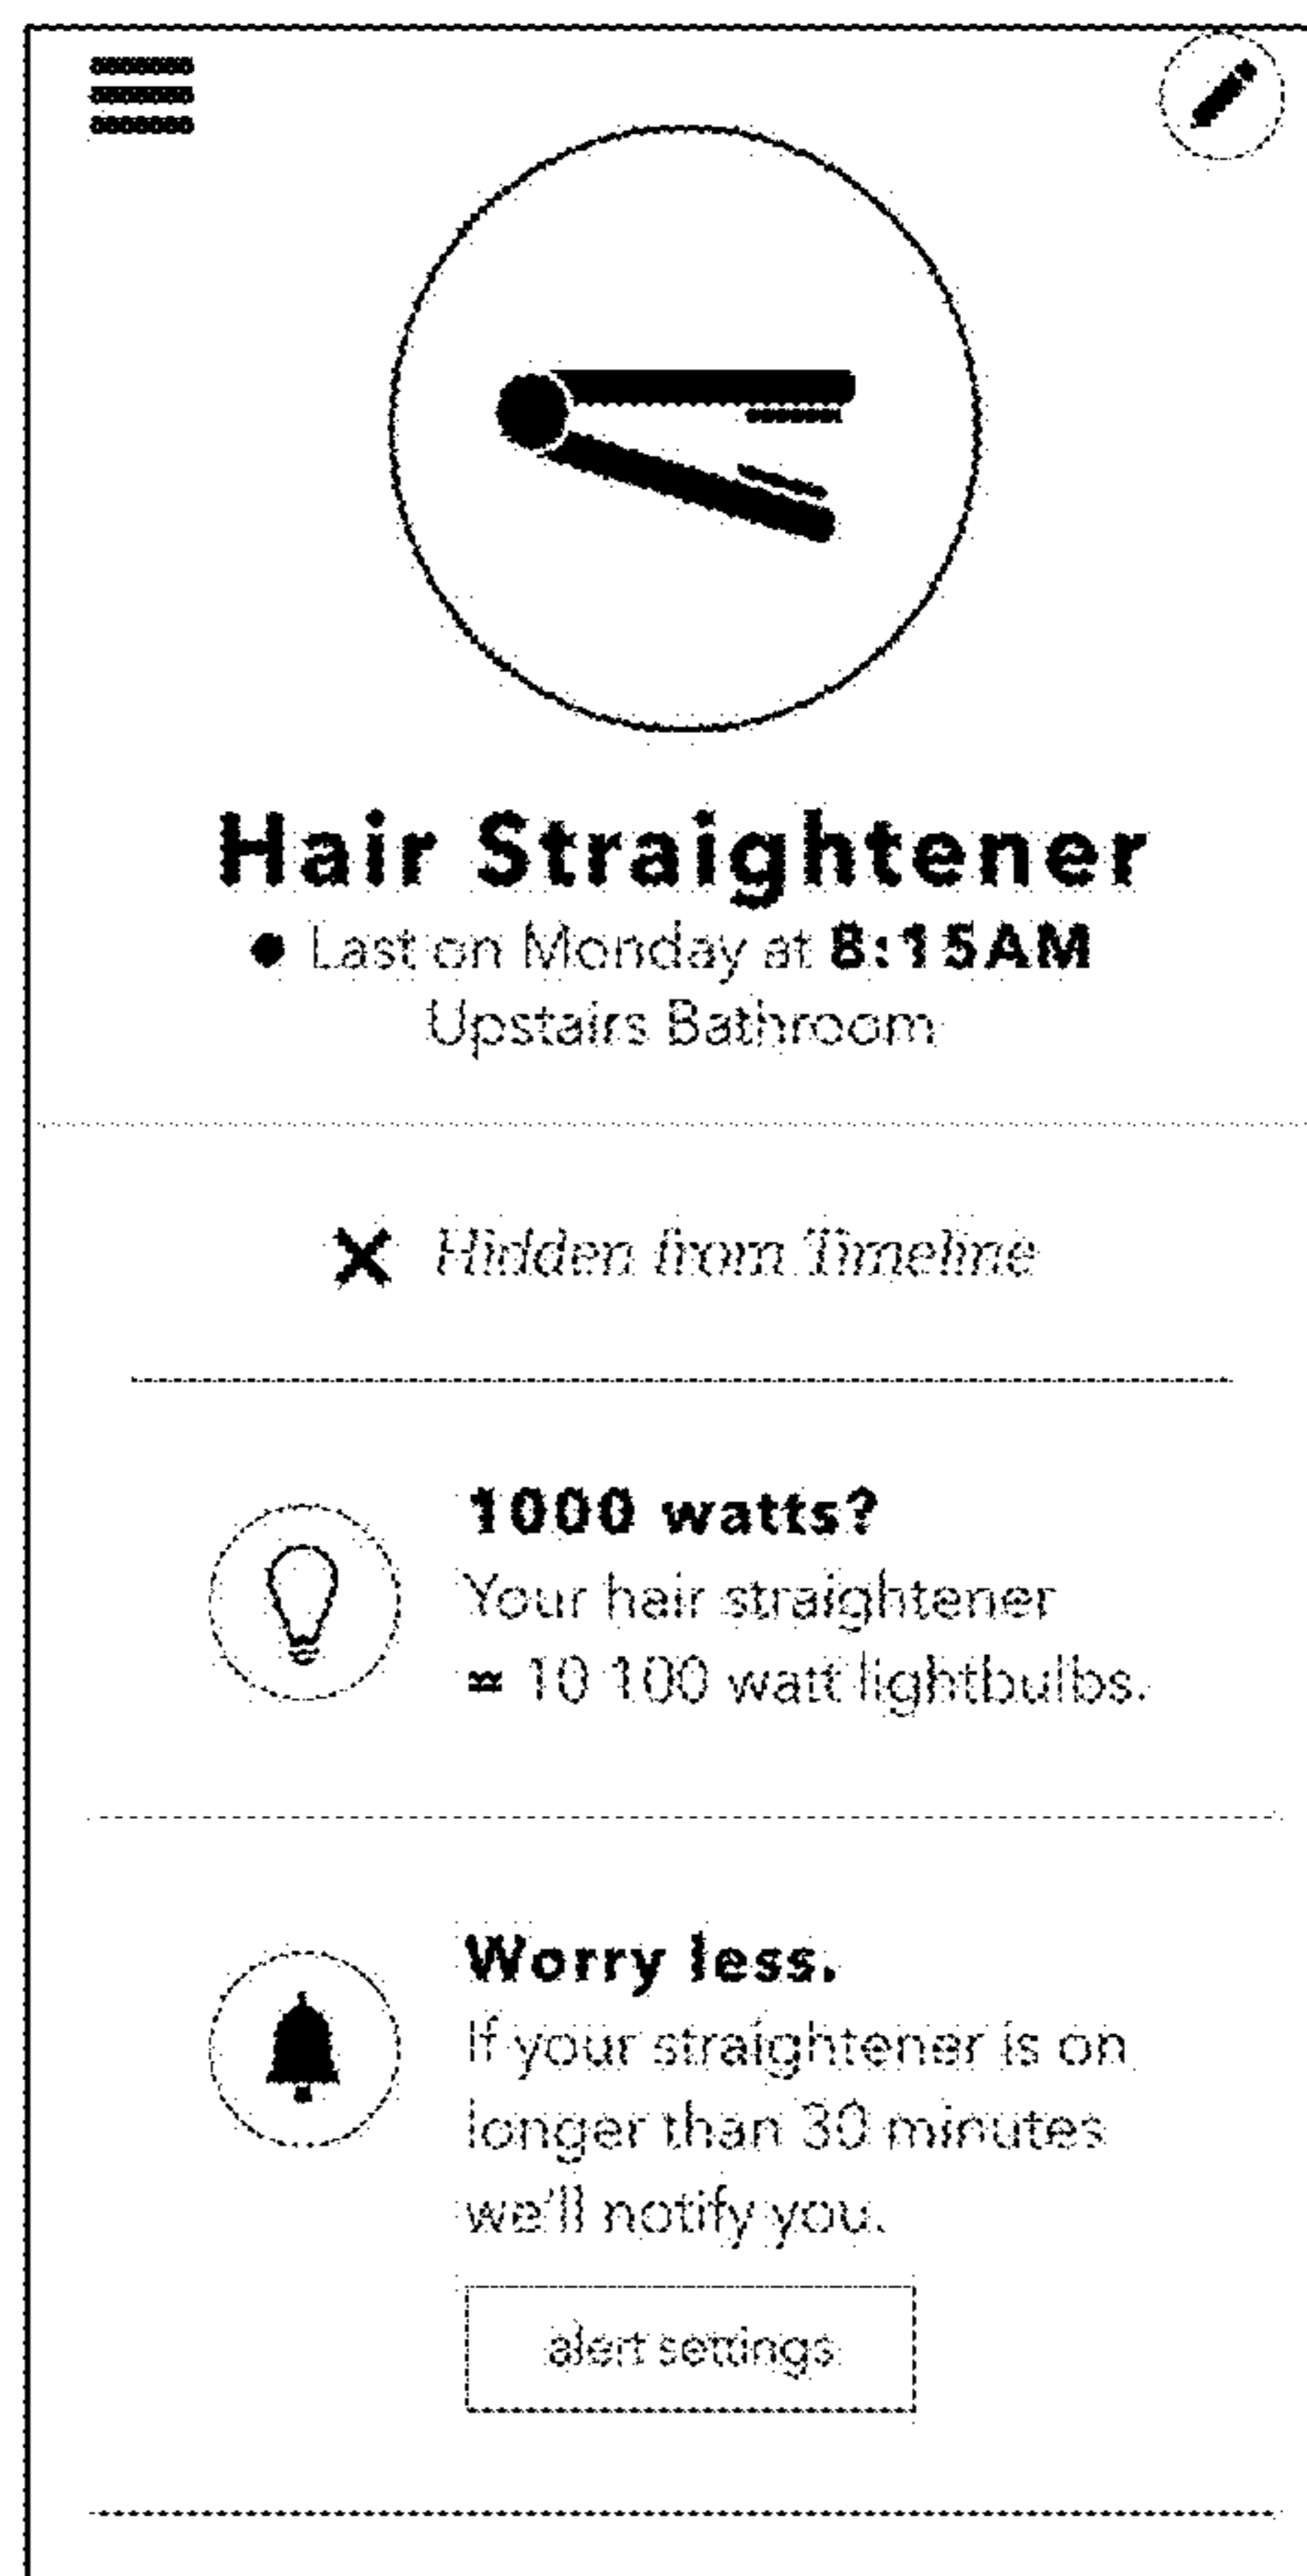 Hair Straightener
● Last on Monday at 8:15AM
Upstairs Bathroom
✕ Hidden from Timeline
1000 watts?
Your hair straightener
≈ 10 100 watt lightbulbs.
Worry less.
If your straightener is on
longer than 30 minutes
we'll notify you.
alert settings